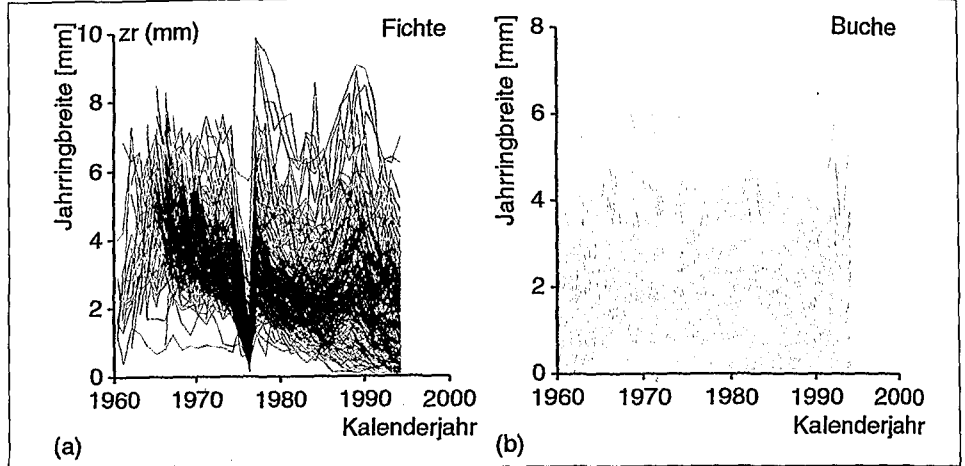 zr (mm)
Fichte
Jahrringbreite [mm]
10
8
6
4
2
0
1960 1970 1980 1990 2000
Kalenderjahr
(a)
Buche
Jahrringbreite [mm]
8
6
4
2
0
1960 1970 1980 1990 2000
Kalenderjahr
(b)